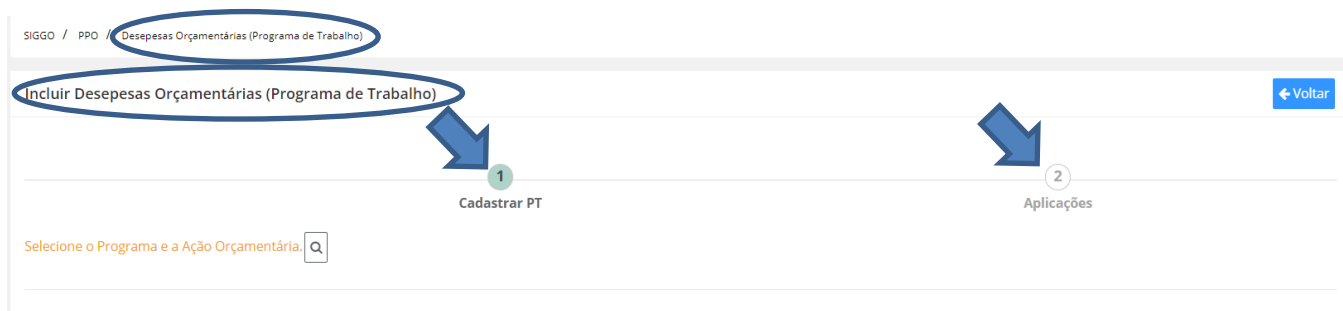 SIGGO / PPO / Desepesas Orçamentárias (Programa de Trabalho)
Incluir Desepesas Orçamentárias (Programa de Trabalho)
Voltar
1
2
Cadastrar PT
Aplicações
Selecione o Programa e a Ação Orçamentária.